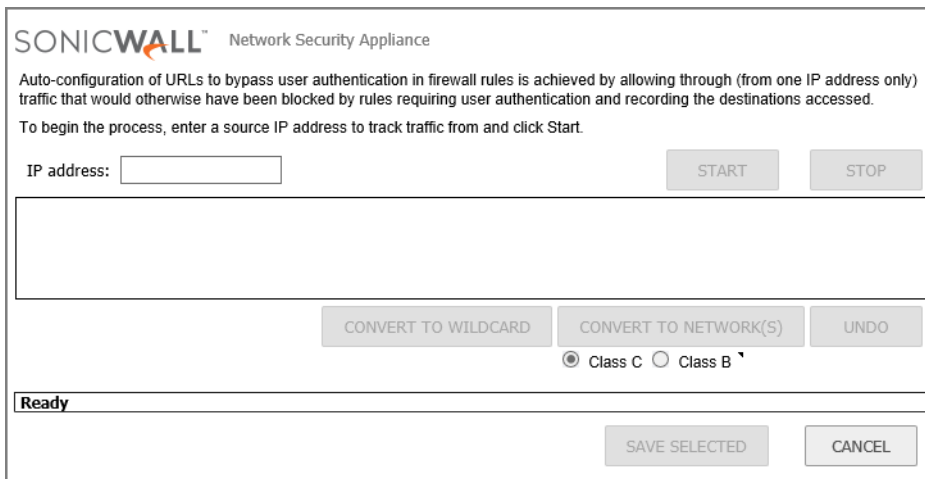 SONICWALL™ Network Security Appliance
Auto-configuration of URLs to bypass user authentication in firewall rules is achieved by allowing through (from one IP address only)
traffic that would otherwise have been blocked by rules requiring user authentication and recording the destinations accessed.
To begin the process, enter a source IP address to track traffic from and click Start.
IP address: START STOP
CONVERT TO WILDCARD CONVERT TO NETWORK(S) UNDO
Class C Class B
Ready
SAVE SELECTED CANCEL